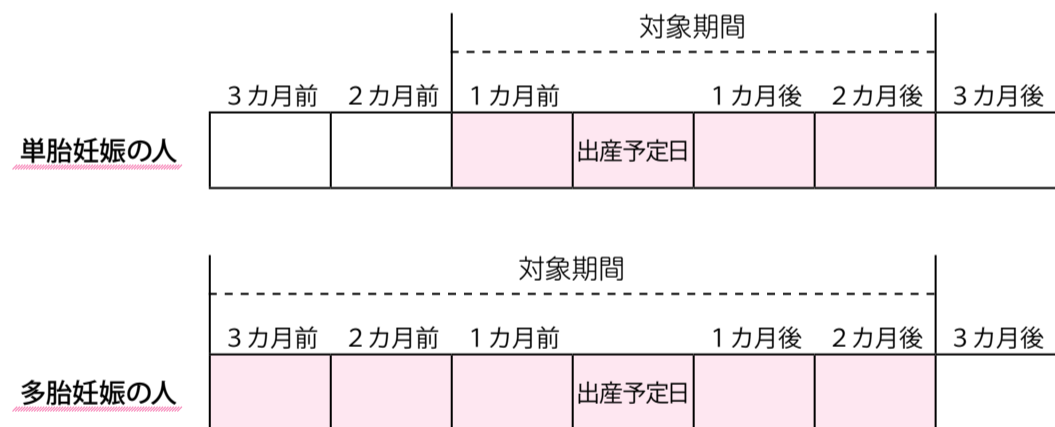 対象期間
3カ月前 2カ月前 1カ月前 1カ月後 2カ月後 3カ月後
単胎妊娠の人 出産予定日
対象期間
3カ月前 2カ月前 1カ月前 1カ月後 2カ月後 3カ月後
多胎妊娠の人 出産予定日